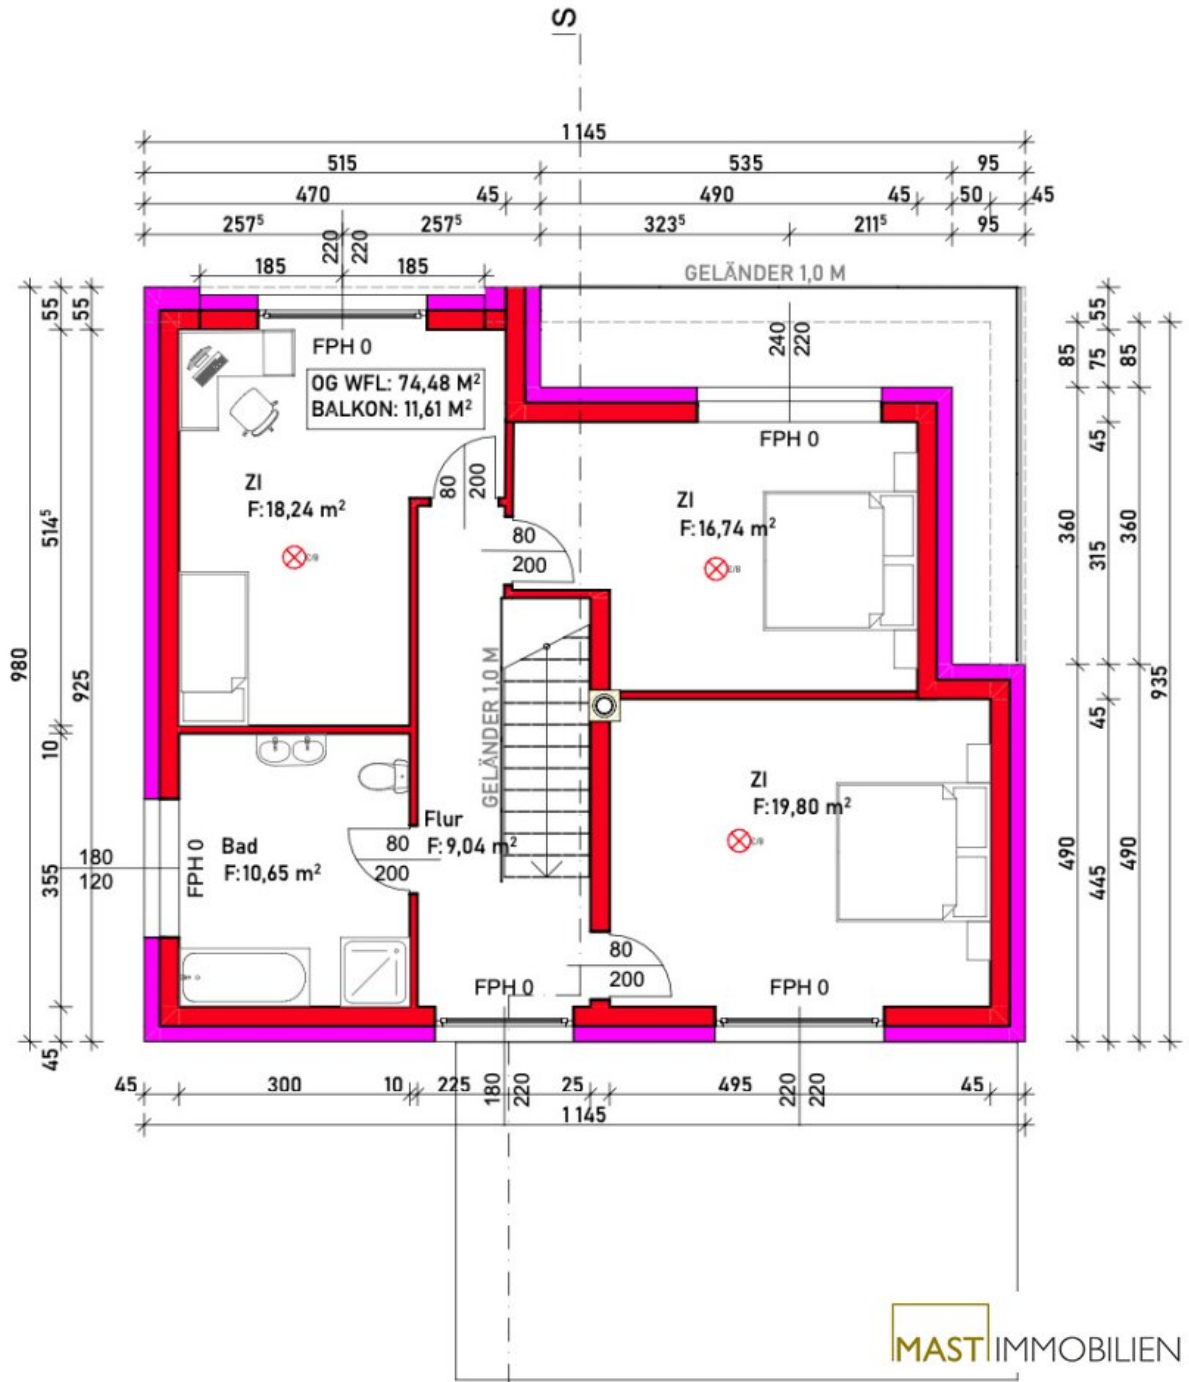 S
1145
515 535 95
470 45 490 45 50 45
257⁵ 257⁵ 323⁵ 211⁵ 95
220
220
185 185
GELÄNDER 1,0 M
55
55
514⁵
980
925
10
355
45
55
85
75
85
45
360
315
360
935
45
490
445
490
FPH 0
OG WFL: 74,48 M²
BALKON: 11,61 M²
240
220
FPH 0
ZI
F:18,24 m²
80
200
ZI
F:16,74 m²
80
200
GELÄNDER 1,0 M
ZI
F:19,80 m²
Flur
F:9,04 m²
Bad
F:10,65 m²
80
200
FPH 0
180
120
80
200
FPH 0
FPH 0
45 300 10 225 25 495 45
180
220
220
220
1145
MAST IMMOBILIEN